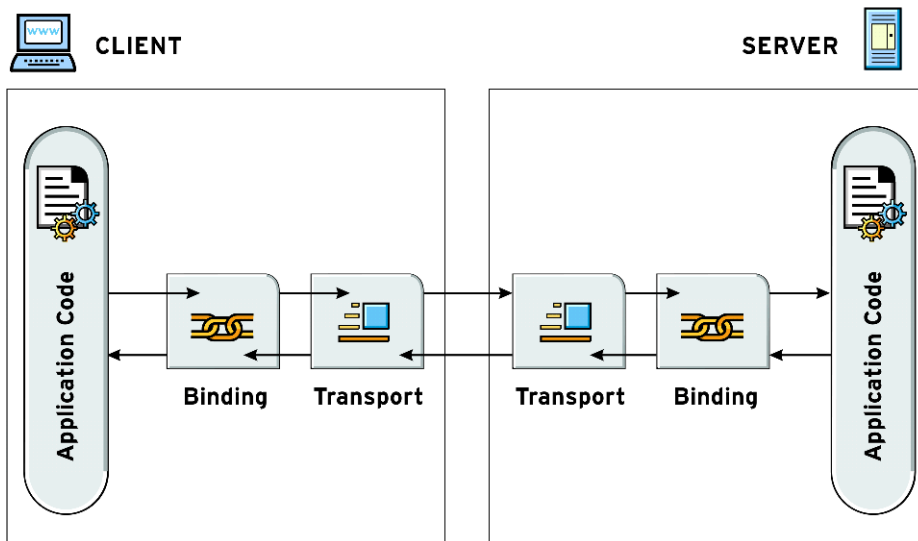 WWW
CLIENT
SERVER
Application Code
Binding
Transport
Transport
Binding
Application Code